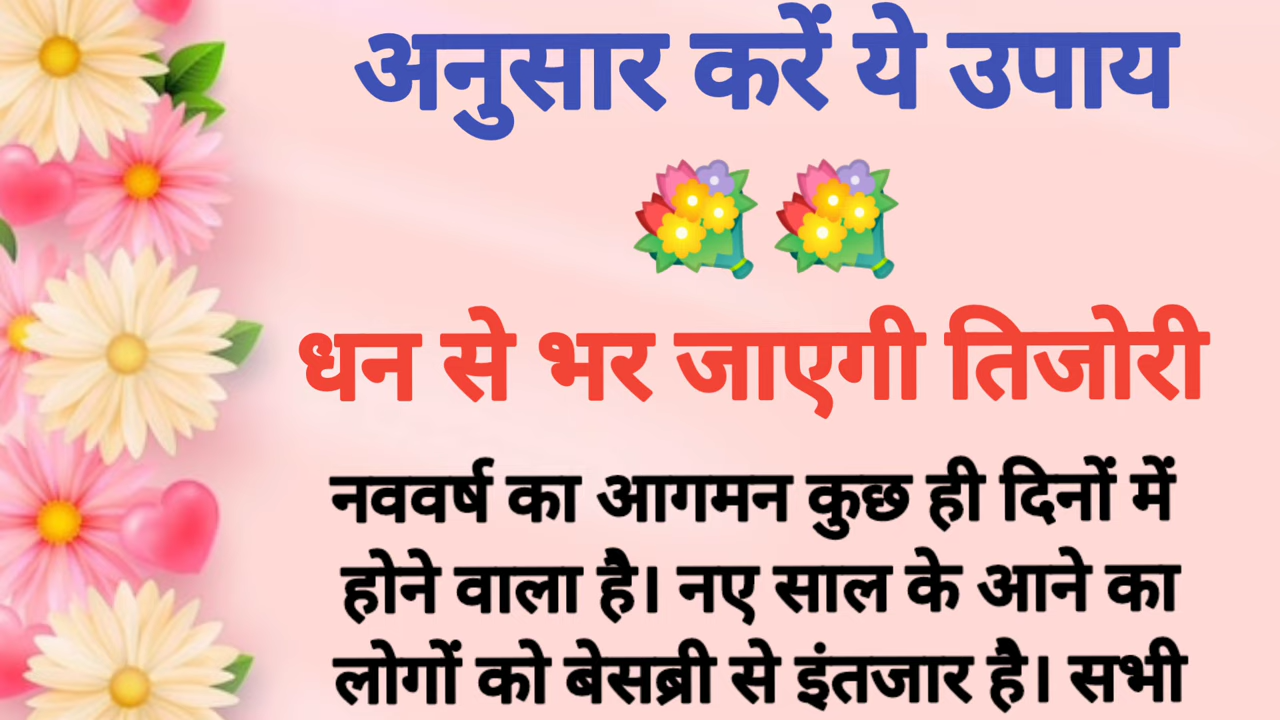 अनुसार करें ये उपाय
धन से भर जाएगी तिजोरी
नववर्ष का आगमन कुछ ही दिनों में
होने वाला है। नए साल के आने का
लोगों को बेसब्री से इंतजार है। सभी